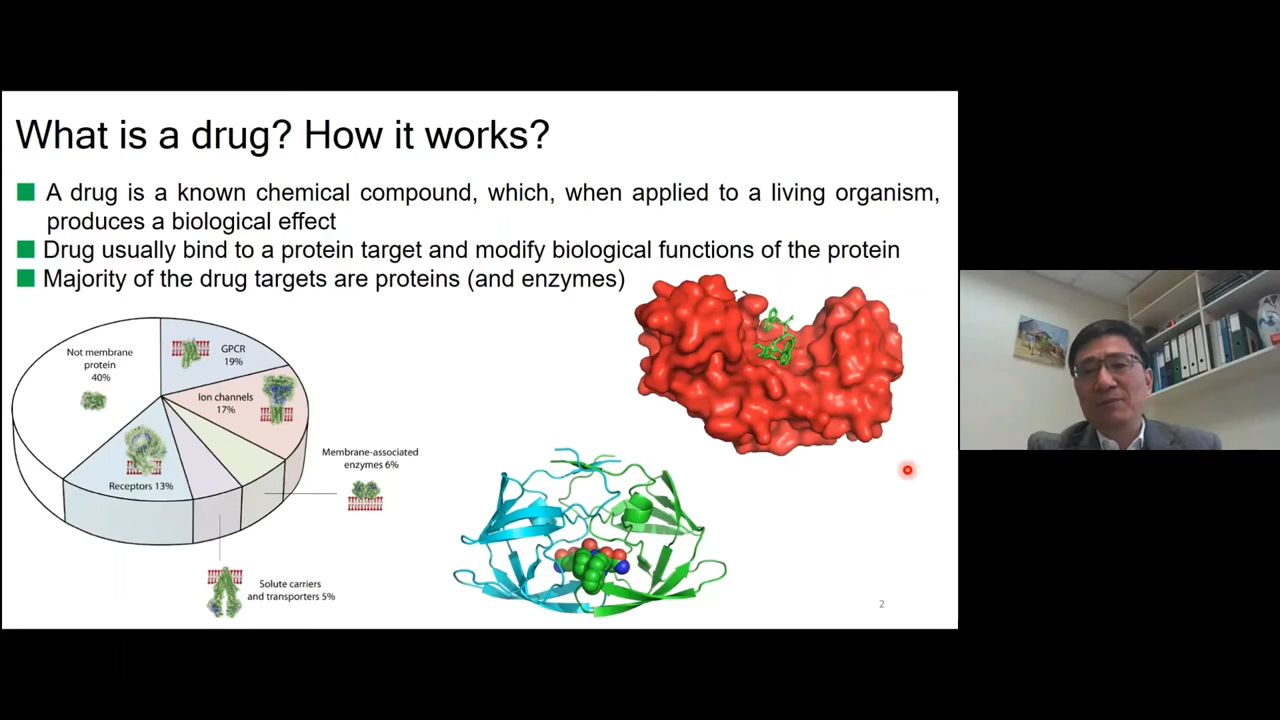 What is a drug? How it works?
A drug is a known chemical compound, which, when applied to a living organism,
produces a biological effect
Drug usually bind to a protein target and modify biological functions of the protein
Majority of the drug targets are proteins (and enzymes)
Not membrane
protein
40%
GPCR
19%
Ion channels
17%
Membrane-associated
enzymes 6%
Receptors 13%
Solute carriers
and transporters 5%
2